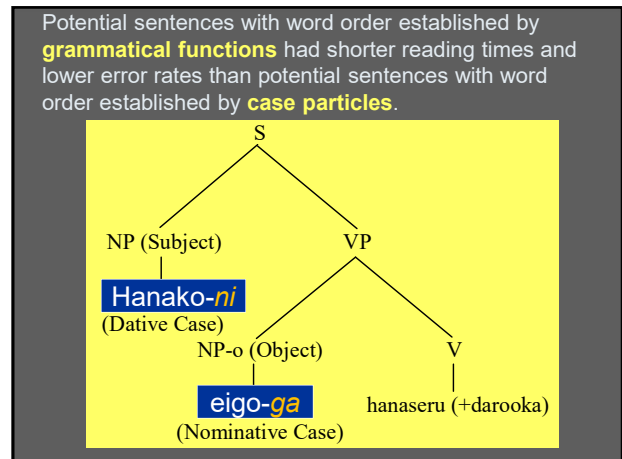 Potential sentences with word order established by
grammatical functions had shorter reading times and
lower error rates than potential sentences with word
order established by case particles.
S
NP (Subject) VP
Hanako-ni
(Dative Case)
NP-o (Object) V
eigo-ga hanaseru (+darooka)
(Nominative Case)